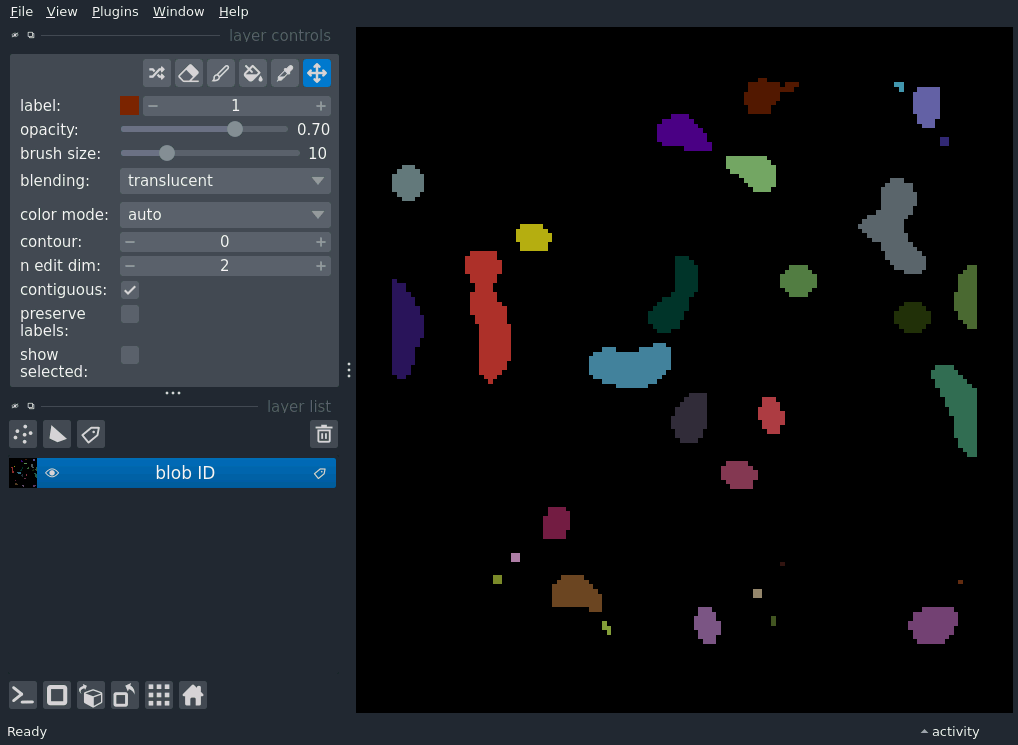 File View Plugins Window Help
layer controls
label: 1
opacity: 0.70
brush size: 10
blending: translucent
color mode: auto
contour: 0
n edit dim: 2
contiguous:
preserve
labels:
show
selected:
layer list
blob ID
Ready
activity